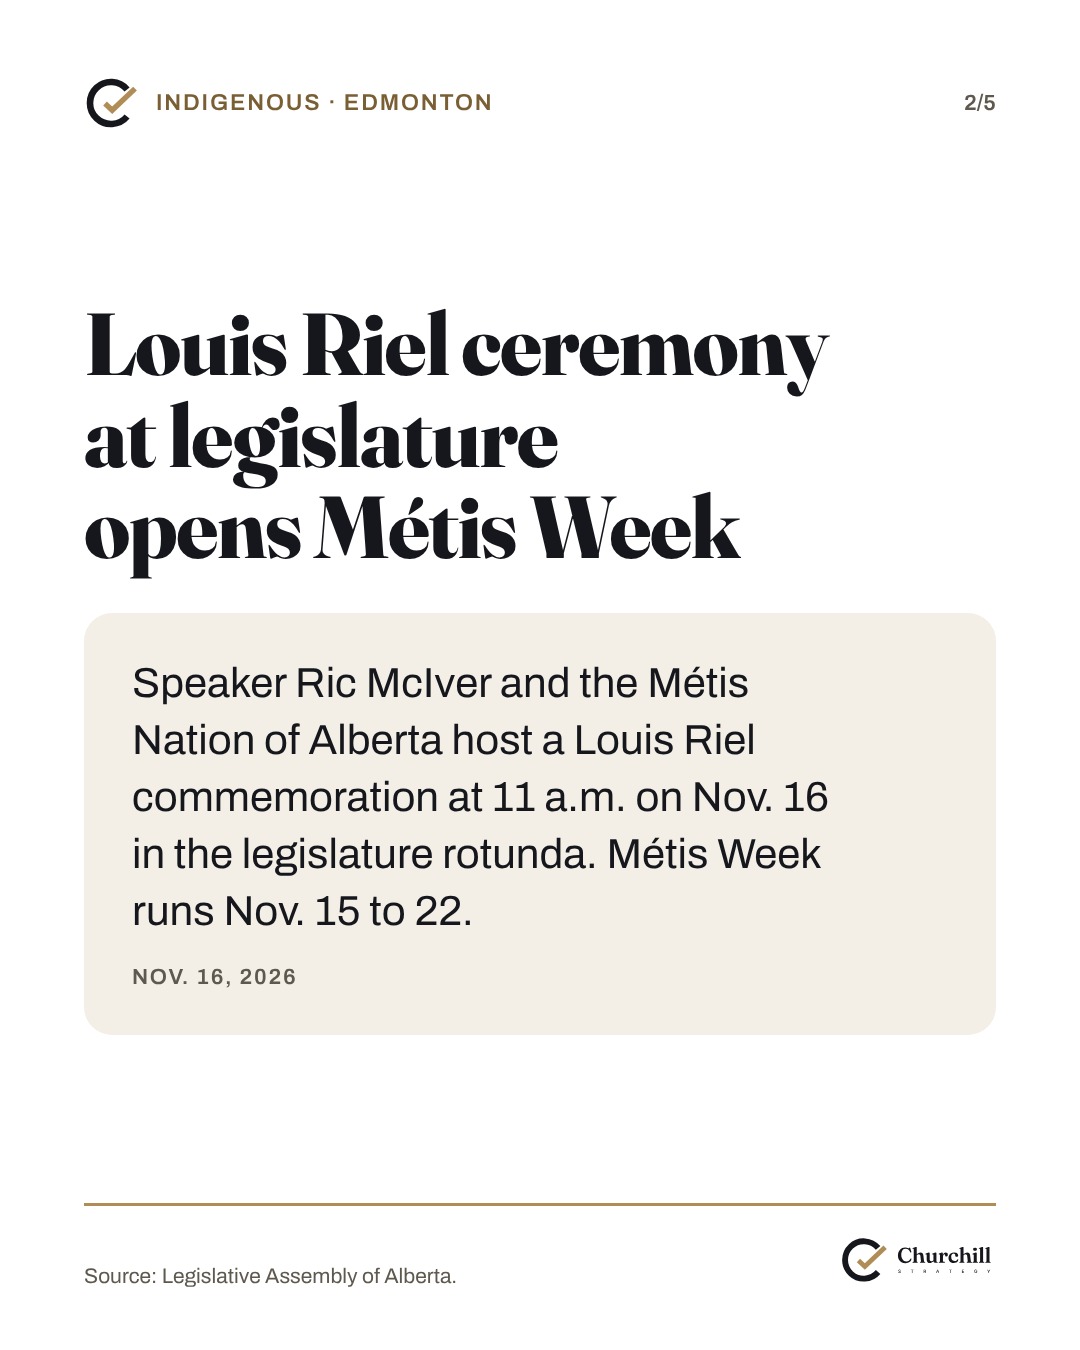 INDIGENOUS · EDMONTON
2/5
Louis Riel ceremony
at legislature
opens Métis Week
Speaker Ric McIver and the Métis
Nation of Alberta host a Louis Riel
commemoration at 11 a.m. on Nov. 16
in the legislature rotunda. Métis Week
runs Nov. 15 to 22.
NOV. 16, 2026
Source: Legislative Assembly of Alberta.
Churchill
STRATEGY